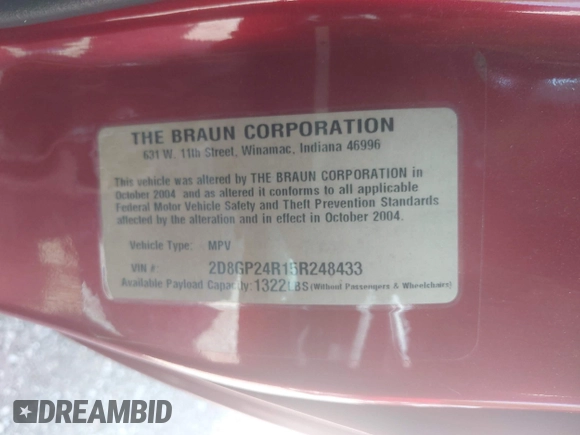 THE BRAUN CORPORATION
631 W. 11th Street, Winamac, Indiana 46996
This vehicle was altered by THE BRAUN CORPORATION in
October 2004 and as altered it conforms to all applicable
Federal Motor Vehicle Safety and Theft Prevention Standards
affected by the alteration and in effect in October 2004.
Vehicle Type: MPV
VIN #: 2D8GP24R15R248433
Available Payload Capacity: 1322LBS (Without Passengers & Wheelchairs)
DREAMBID